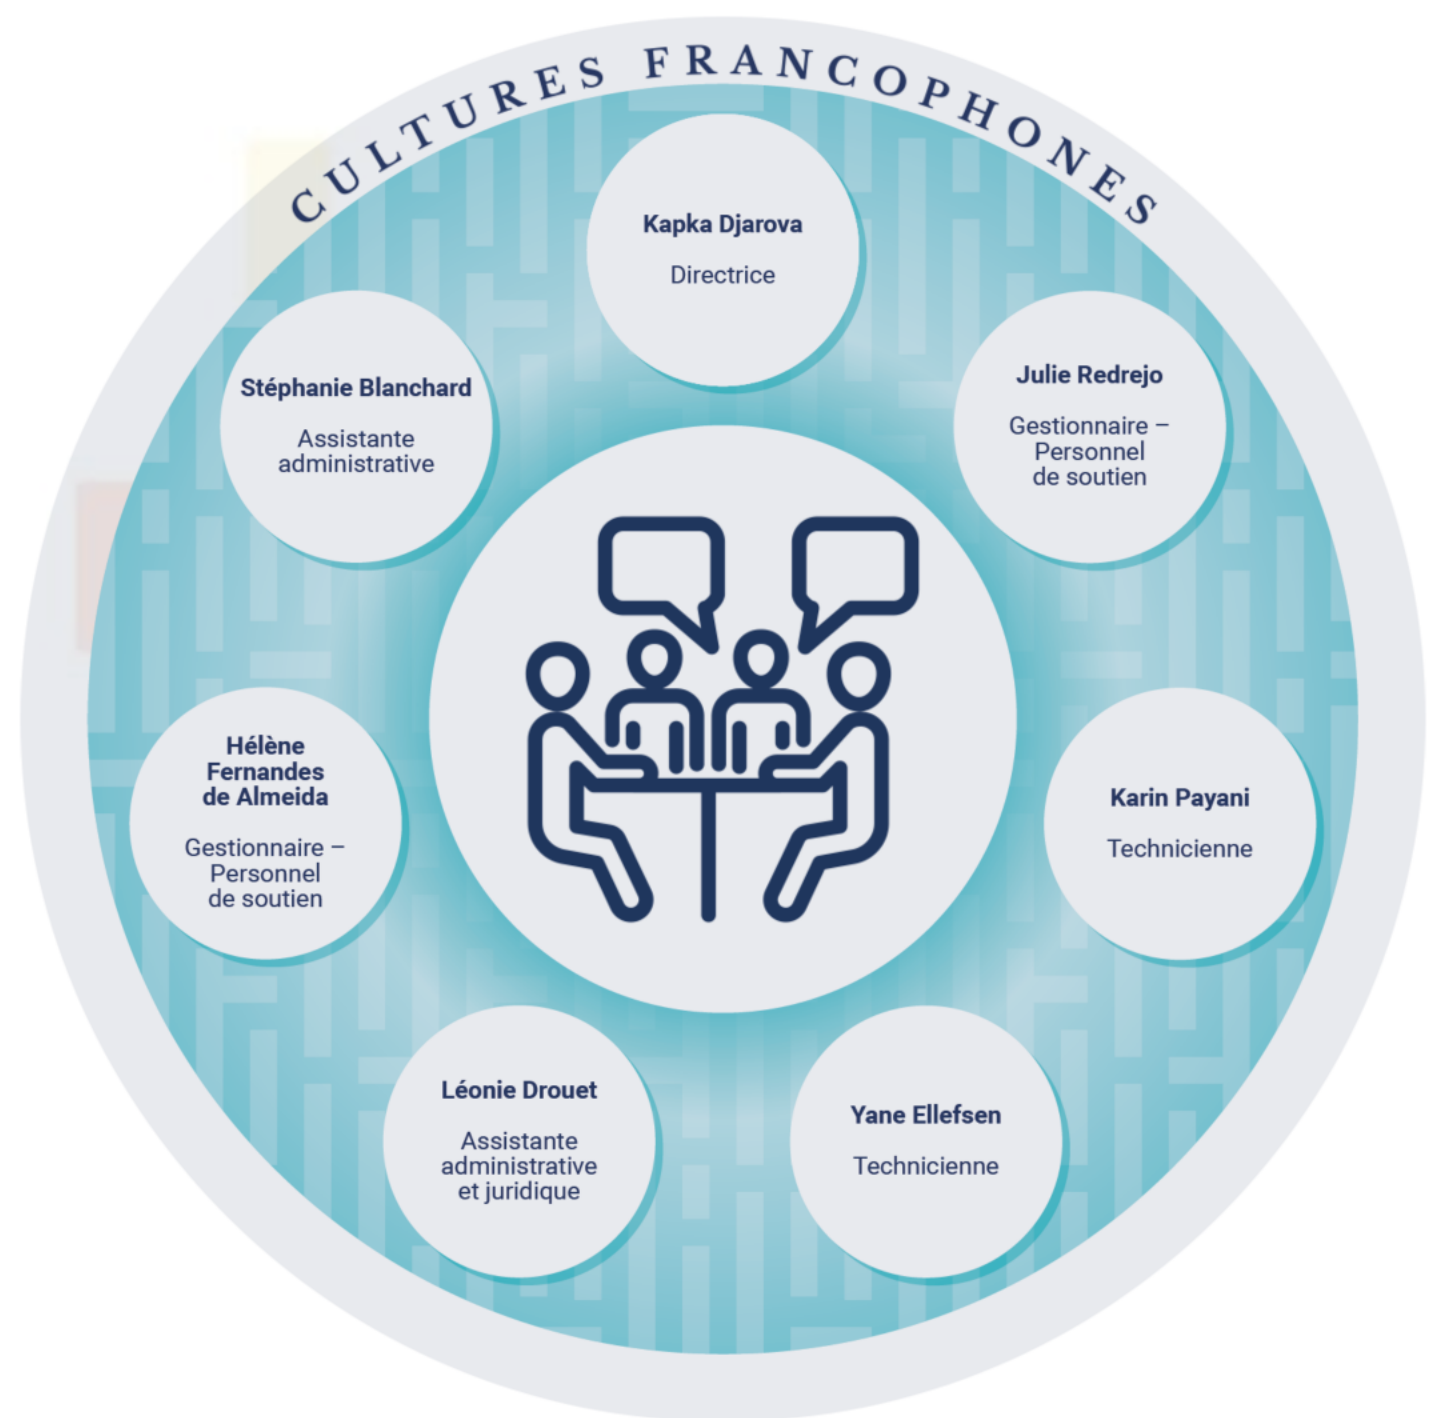 CULTURES FRANCOPHONES
Kapka Djarova
Directrice
Julie Redrejo
Gestionnaire –
Personnel
de soutien
Karin Payani
Technicienne
Yane Ellefsen
Technicienne
Léonie Drouet
Assistante
administrative
et juridique
Hélène
Fernandes
de Almeida
Gestionnaire –
Personnel
de soutien
Stéphanie Blanchard
Assistante
administrative